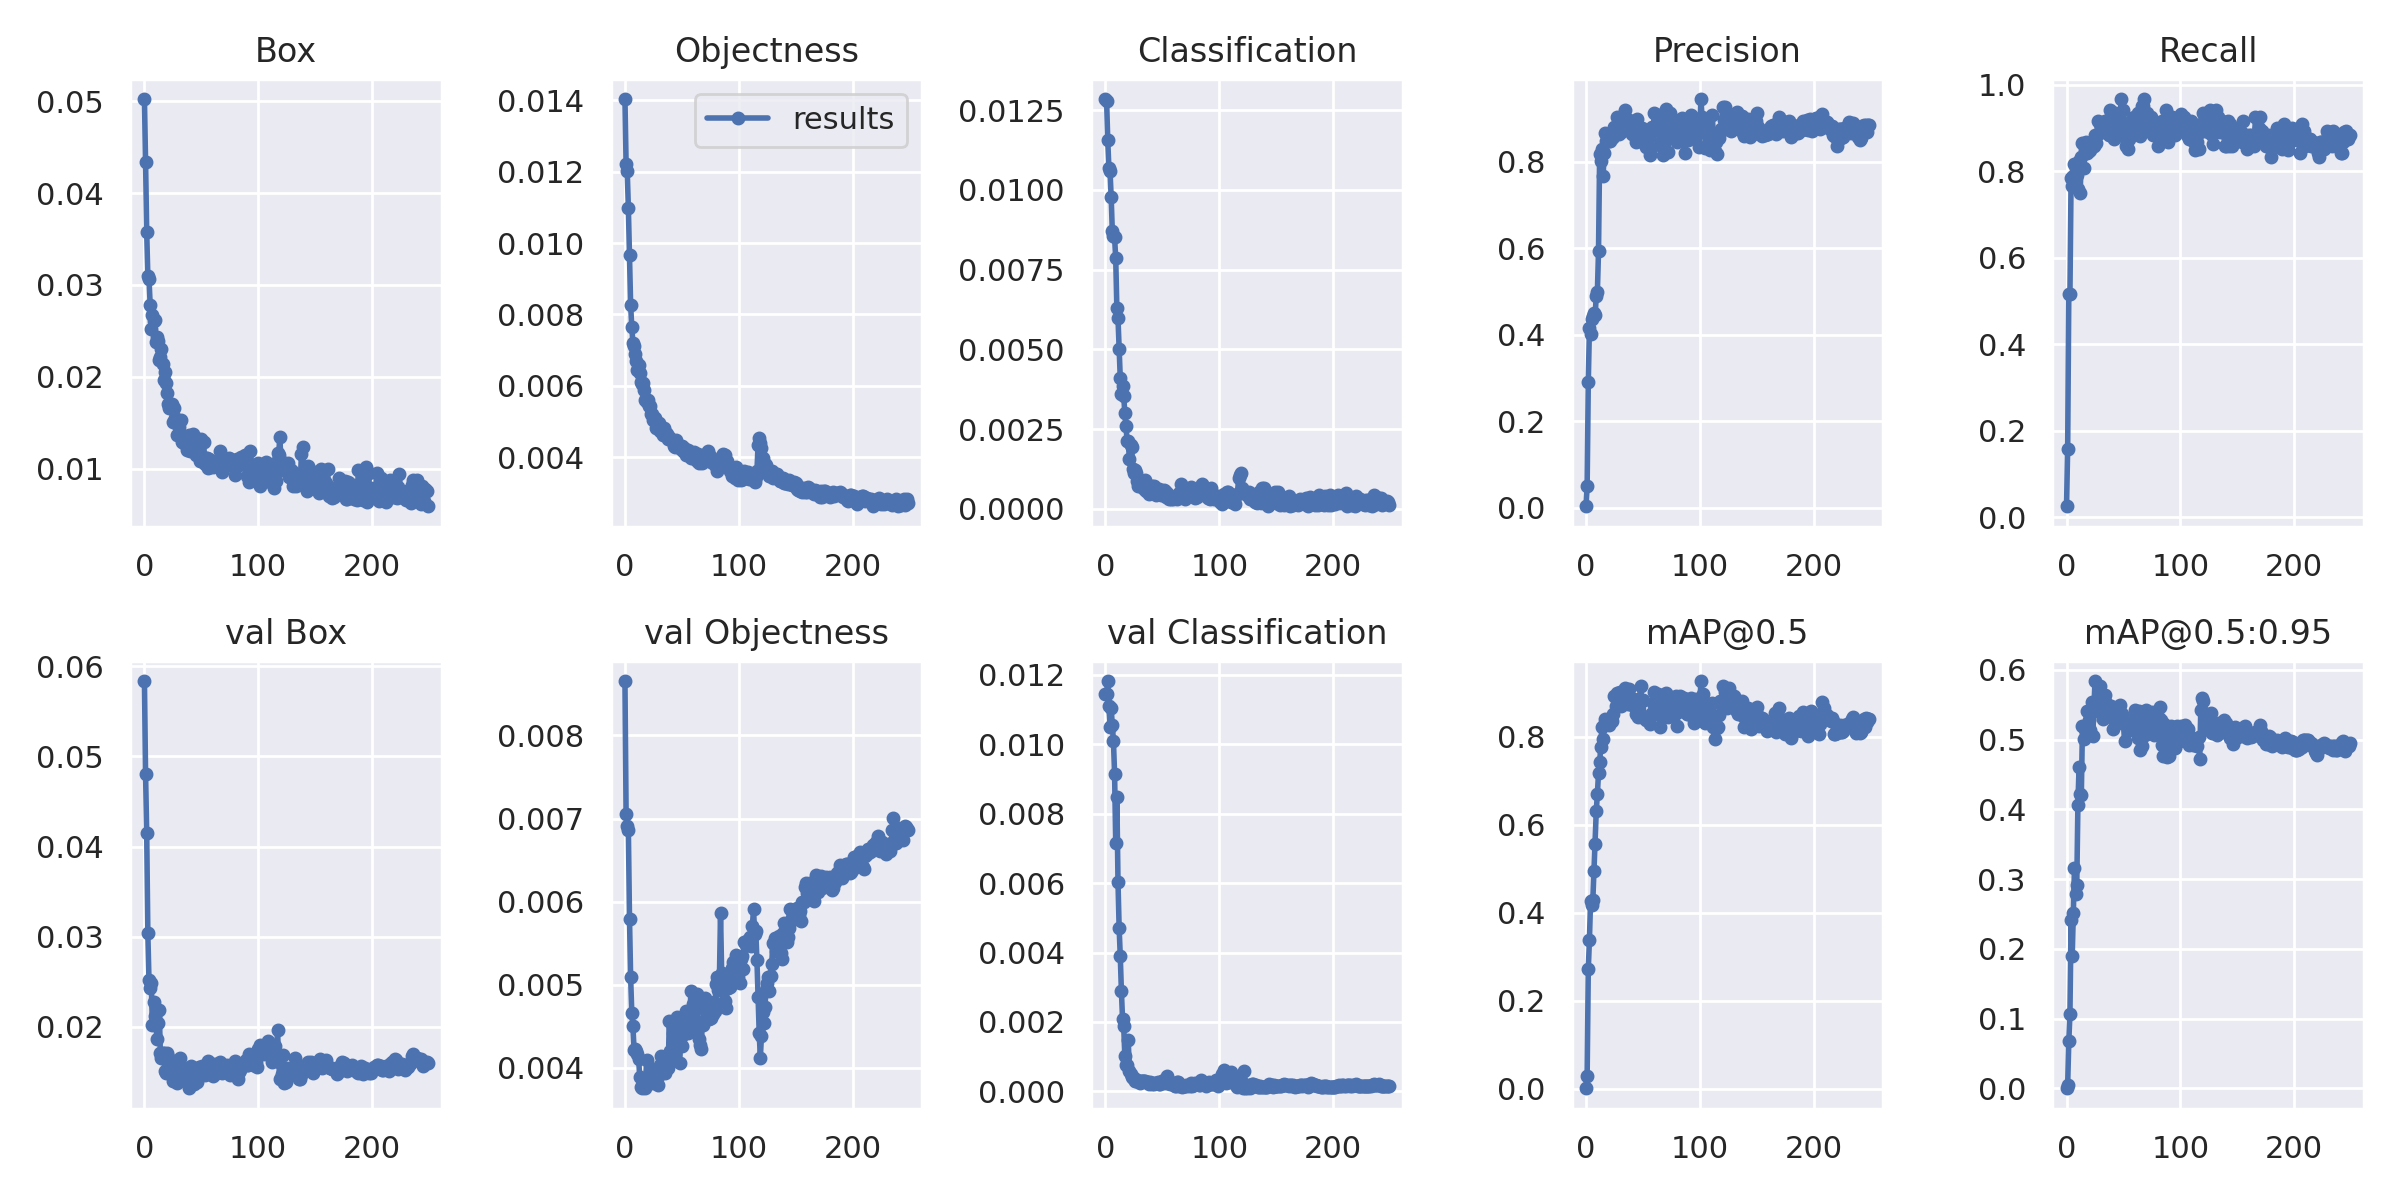 Box
0.05
0.04
0.03
0.02
0.01
0 100 200
Objectness
results
0.014
0.012
0.010
0.008
0.006
0.004
0 100 200
Classification
0.0125
0.0100
0.0075
0.0050
0.0025
0.0000
0 100 200
Precision
0.8
0.6
0.4
0.2
0.0
0 100 200
Recall
1.0
0.8
0.6
0.4
0.2
0.0
0 100 200
val Box
0.06
0.05
0.04
0.03
0.02
0 100 200
val Objectness
0.008
0.007
0.006
0.005
0.004
0 100 200
val Classification
0.012
0.010
0.008
0.006
0.004
0.002
0.000
0 100 200
mAP@0.5
0.8
0.6
0.4
0.2
0.0
0 100 200
mAP@0.5:0.95
0.6
0.5
0.4
0.3
0.2
0.1
0.0
0 100 200